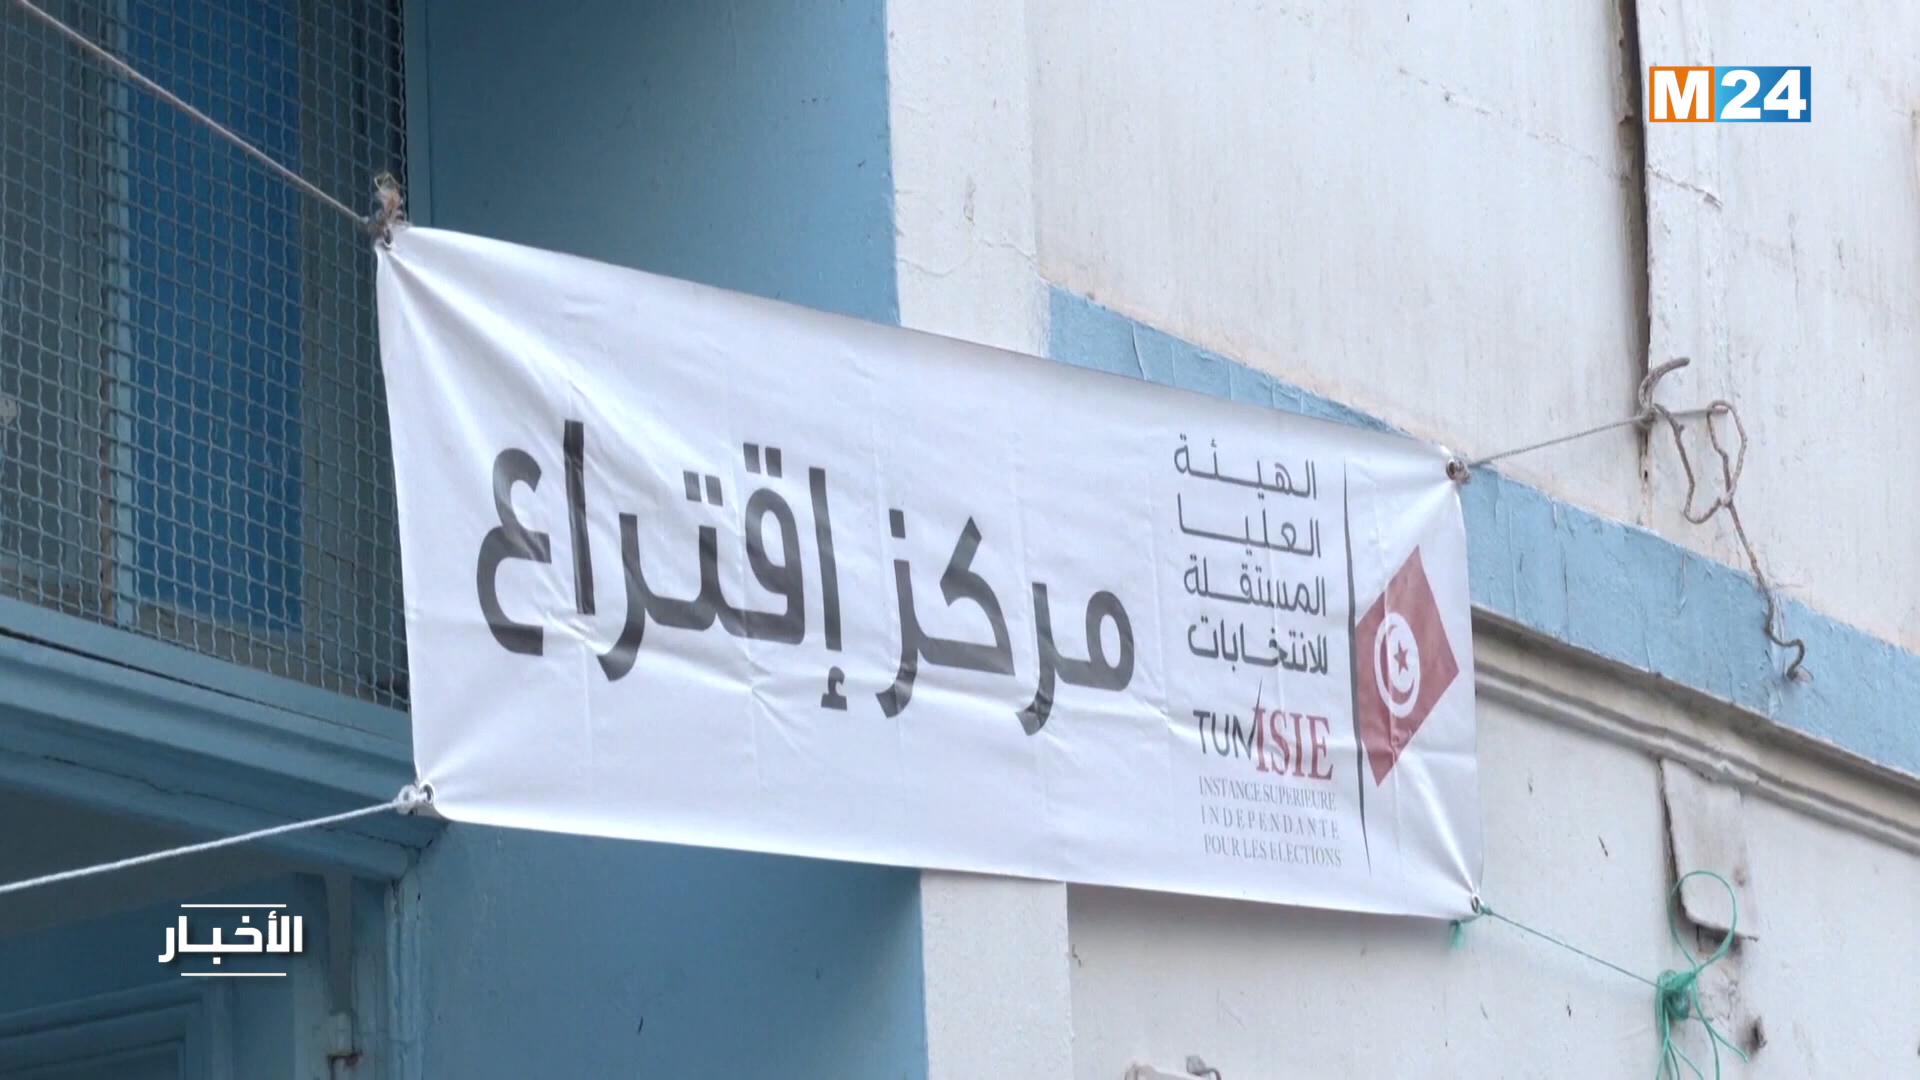 M24
الهيئة
العليا
المستقلة
للانتخابات
TUNISIE
INSTANCE SUPERIEURE
INDEPENDANTE
POUR LES ELECTIONS
مركز إقتراع
الأخبار